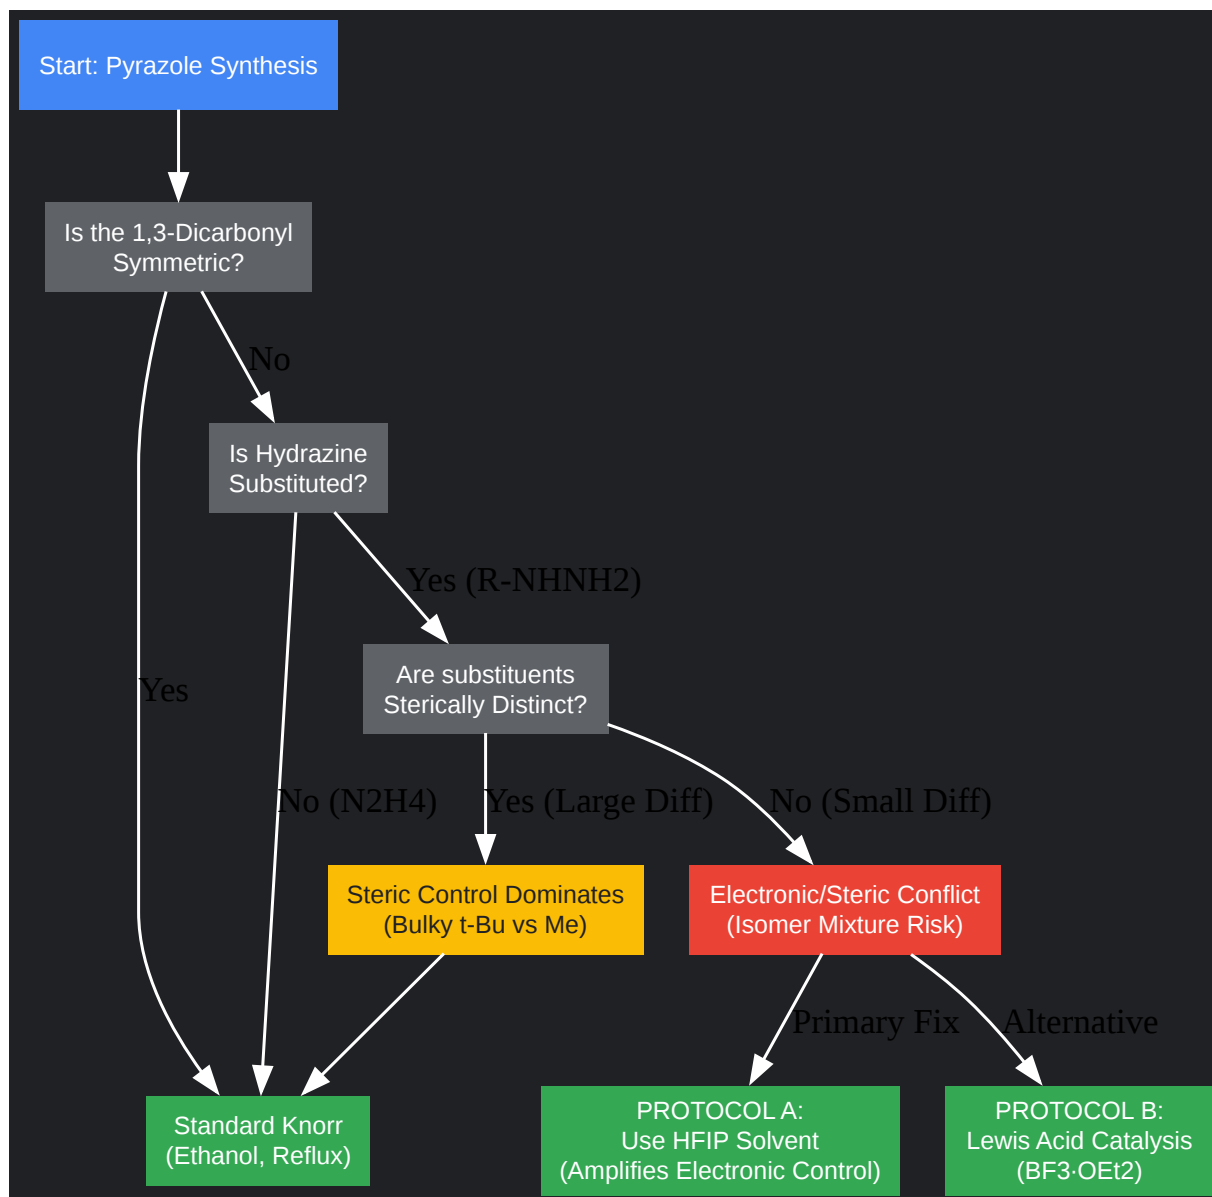 Start: Pyrazole Synthesis
Is the 1,3-Dicarbonyl
Symmetric?
No
Is Hydrazine
Substituted?
Yes (R-NHNH2)
Are substituents
Sterically Distinct?
Yes
No (N2H4)
Yes (Large Diff)
No (Small Diff)
Steric Control Dominates
(Bulky t-Bu vs Me)
Electronic/Steric Conflict
(Isomer Mixture Risk)
Primary Fix
Alternative
Standard Knorr
(Ethanol, Reflux)
PROTOCOL A:
Use HFIP Solvent
(Amplifies Electronic Control)
PROTOCOL B:
Lewis Acid Catalysis
(BF3·OEt2)